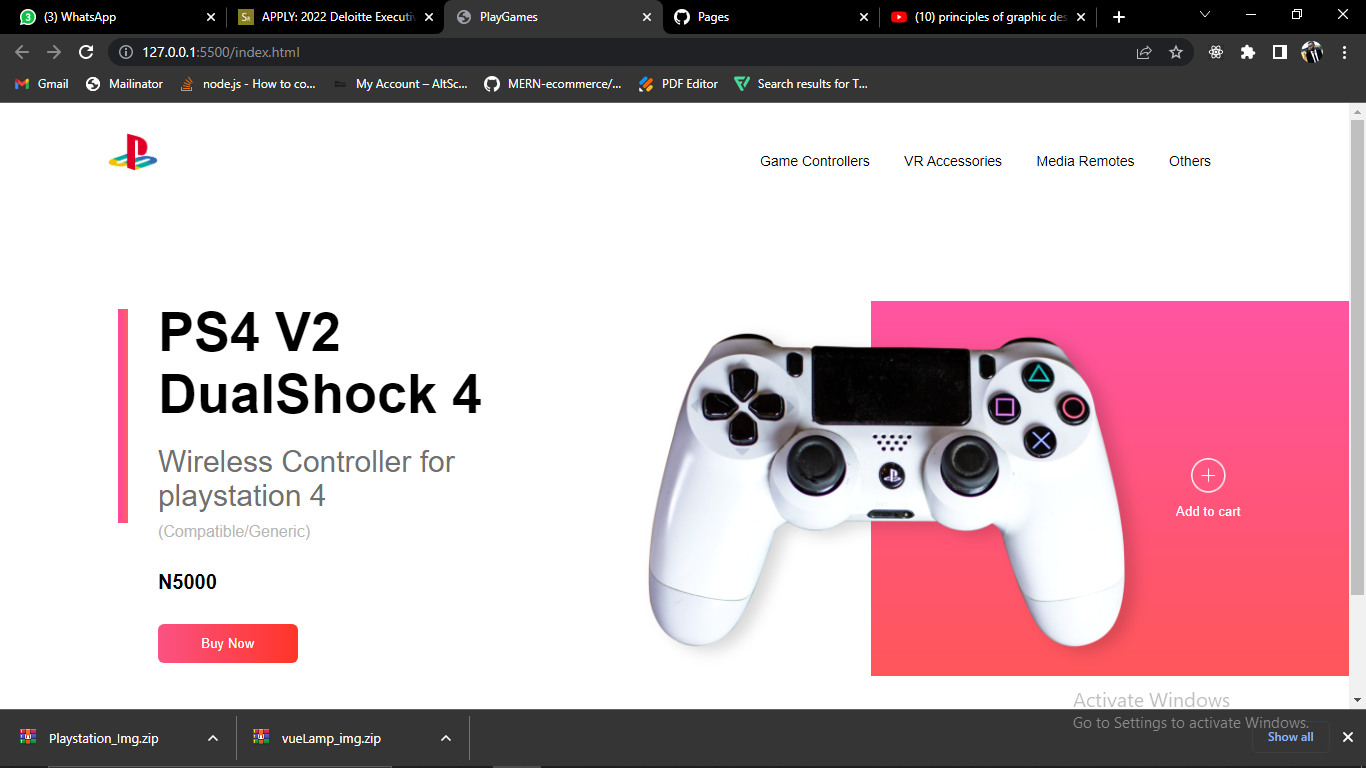 (3) WhatsApp
APPLY: 2022 Deloitte Executi
PlayGames
Pages
(10) principles of graphic des
127.0.0.1:5500/index.html
Gmail
Mailinator
node.js - How to co...
My Account – AltSc...
MERN-ecommerce/...
PDF Editor
Search results for T...
Game Controllers
VR Accessories
Media Remotes
Others
PS4 V2
DualShock 4
Wireless Controller for
playstation 4
(Compatible/Generic)
N5000
Buy Now
Add to cart
Activate Windows
Go to Settings to activate Windows.
Playstation_Img.zip
vueLamp_img.zip
Show all